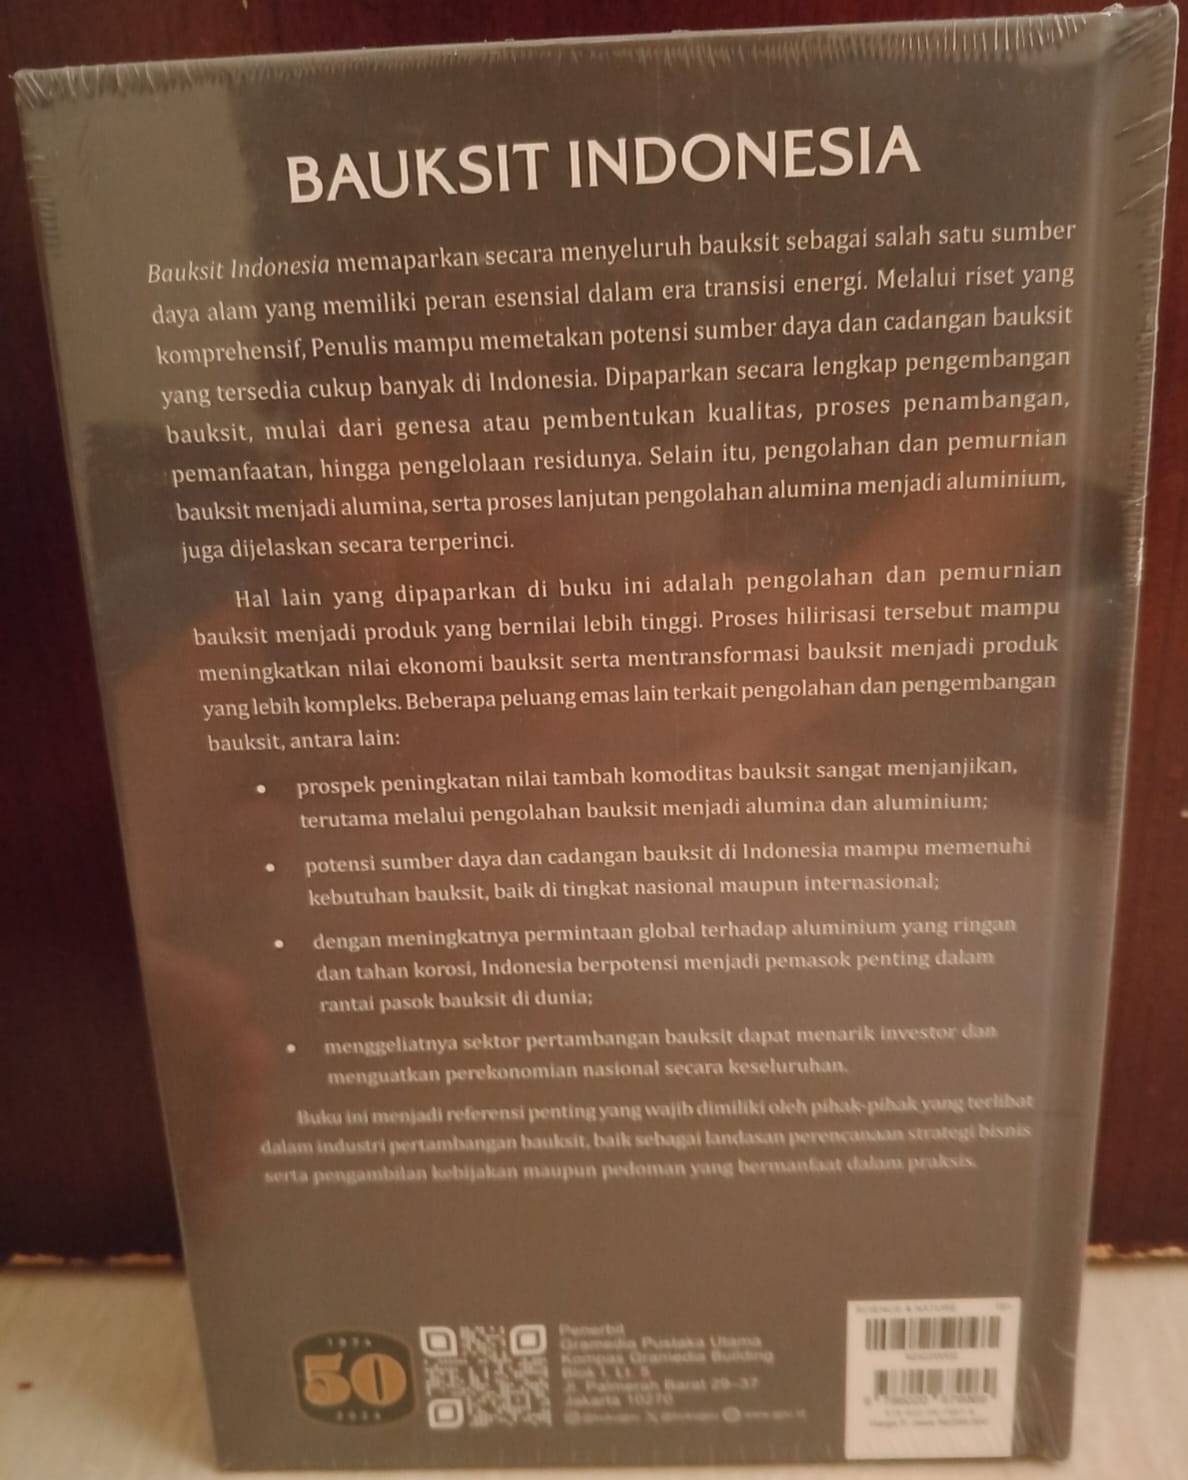 BAUKSIT INDONESIA
Bauksit Indonesia memaparkan secara menyeluruh bauksit sebagai salah satu sumber
daya alam yang memiliki peran esensial dalam era transisi energi. Melalui riset yang
komprehensif, Penulis mampu memetakan potensi sumber daya dan cadangan bauksit
yang tersedia cukup banyak di Indonesia. Dipaparkan secara lengkap pengembangan
bauksit, mulai dari genesa atau pembentukan kualitas, proses penambangan,
pemanfaatan, hingga pengelolaan residunya. Selain itu, pengolahan dan pemurnian
bauksit menjadi alumina, serta proses lanjutan pengolahan alumina menjadi aluminium,
juga dijelaskan secara terperinci.
Hal lain yang dipaparkan di buku ini adalah pengolahan dan pemurnian
bauksit menjadi produk yang bernilai lebih tinggi. Proses hilirisasi tersebut mampu
meningkatkan nilai ekonomi bauksit serta mentransformasi bauksit menjadi produk
yang lebih kompleks. Beberapa peluang emas lain terkait pengolahan dan pengembangan
bauksit, antara lain:
• prospek peningkatan nilai tambah komoditas bauksit sangat menjanjikan,
terutama melalui pengolahan bauksit menjadi alumina dan aluminium;
• potensi sumber daya dan cadangan bauksit di Indonesia mampu memenuhi
kebutuhan bauksit, baik di tingkat nasional maupun internasional;
• dengan meningkatnya permintaan global terhadap aluminium yang ringan
dan tahan korosi, Indonesia berpotensi menjadi pemasok penting dalam
rantai pasok bauksit di dunia;
• menggeliatnya sektor pertambangan bauksit dapat menarik investor dan
menguatkan perekonomian nasional secara keseluruhan.
Buku ini menjadi referensi penting yang wajib dimiliki oleh pihak-pihak yang terlibat
dalam industri pertambangan bauksit, baik sebagai landasan perencanaan strategi bisnis
serta pengambilan kebijakan maupun pedoman yang bermanfaat dalam praksis.
1974
50
2024
Penerbit
Gramedia Pustaka Utama
Kompas Gramedia Building
Blok I, Lt. 5
Jl. Palmerah Barat 29–37
Jakarta 10270
SCIENCE & NATURE